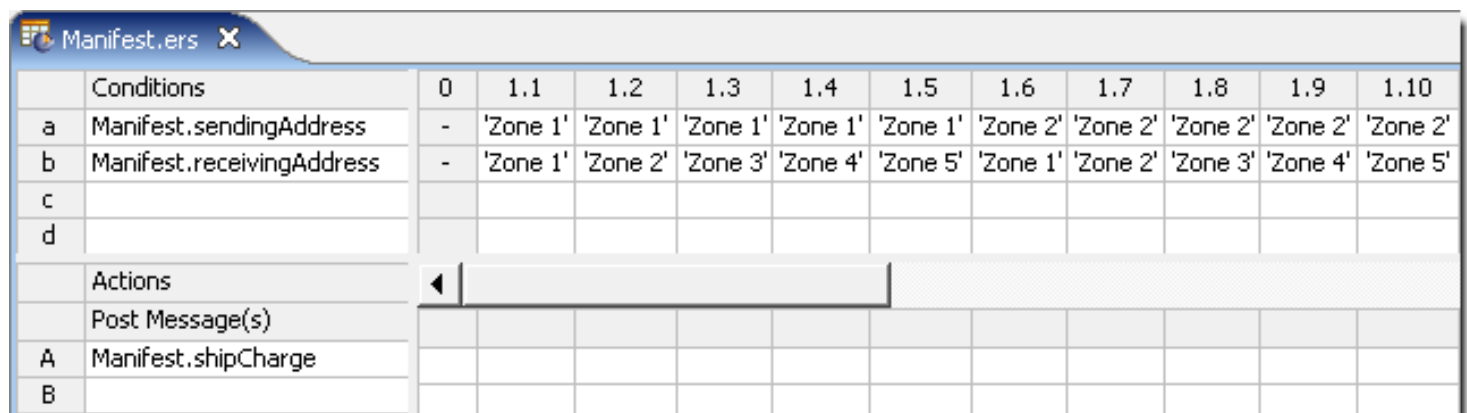 Manifest.ers
Conditions 0 1.1 1.2 1.3 1.4 1.5 1.6 1.7 1.8 1.9 1.10
a Manifest.sendingAddress - 'Zone 1' 'Zone 1' 'Zone 1' 'Zone 1' 'Zone 1' 'Zone 2' 'Zone 2' 'Zone 2' 'Zone 2' 'Zone 2'
b Manifest.receivingAddress - 'Zone 1' 'Zone 2' 'Zone 3' 'Zone 4' 'Zone 5' 'Zone 1' 'Zone 2' 'Zone 3' 'Zone 4' 'Zone 5'
c
d
Actions
Post Message(s)
A Manifest.shipCharge
B